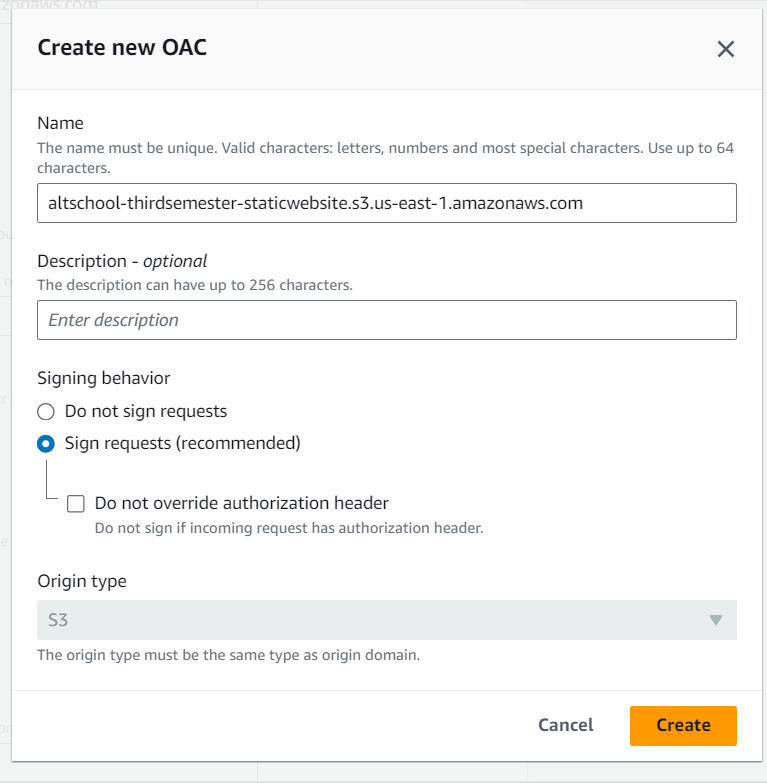 zonaws.com
Create new OAC
Name
The name must be unique. Valid characters: letters, numbers and most special characters. Use up to 64
characters.
altschool-thirdsemester-staticwebsite.s3.us-east-1.amazonaws.com
Description - optional
The description can have up to 256 characters.
Enter description
Signing behavior
Do not sign requests
Sign requests (recommended)
Do not override authorization header
Do not sign if incoming request has authorization header.
Origin type
S3
The origin type must be the same type as origin domain.
Cancel
Create